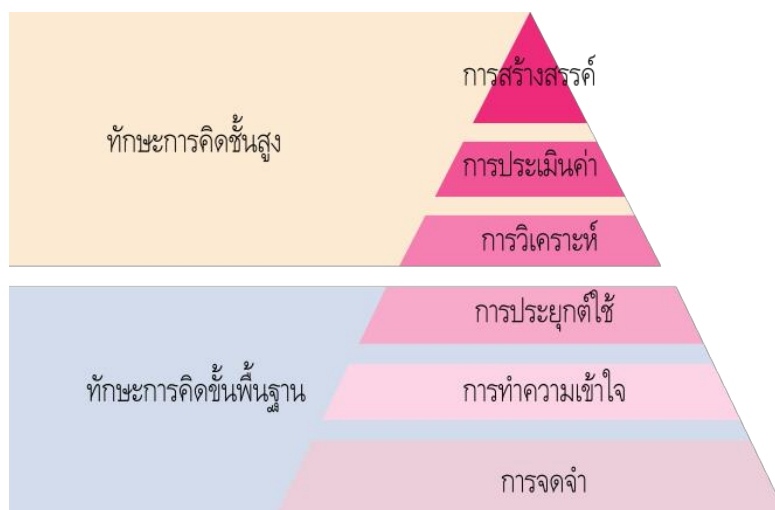 การสร้างสรรค์
ทักษะการคิดชั้นสูง
การประเมินค่า
การวิเคราะห์
การประยุกต์ใช้
ทักษะการคิดขั้นพื้นฐาน
การทำความเข้าใจ
การจดจำ